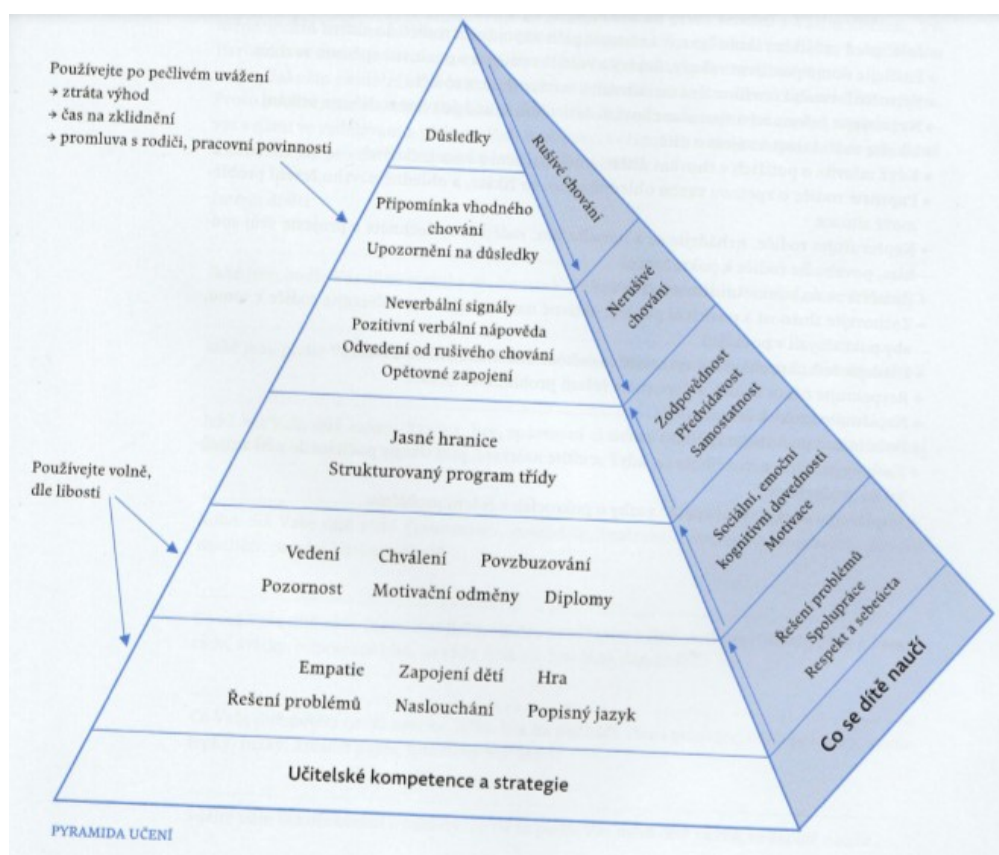 Používejte po pečlivém uvážení
→ ztráta výhod
→ čas na zklidnění
→ promluva s rodiči, pracovní povinnosti
Důsledky
Připomínka vhodného
chování
Upozornění na důsledky
Neverbální signály
Pozitivní verbální nápověda
Odvedení od rušivého chování
Opětovné zapojení
Jasné hranice
Strukturovaný program třídy
Používejte volně,
dle libosti
Vedení Chválení Povzbuzování
Pozornost Motivační odměny Diplomy
Empatie Zapojení dětí Hra
Řešení problémů Naslouchání Popisný jazyk
Učitelské kompetence a strategie
Rušivé chování
Nerušivé
chování
Zodpovědnost
Předvídavost
Samostatnost
Sociální, emoční
kognitivní dovednosti
Motivace
Řešení problémů
Spolupráce
Respekt a sebeúcta
Co se dítě naučí
PYRAMIDA UČENÍ